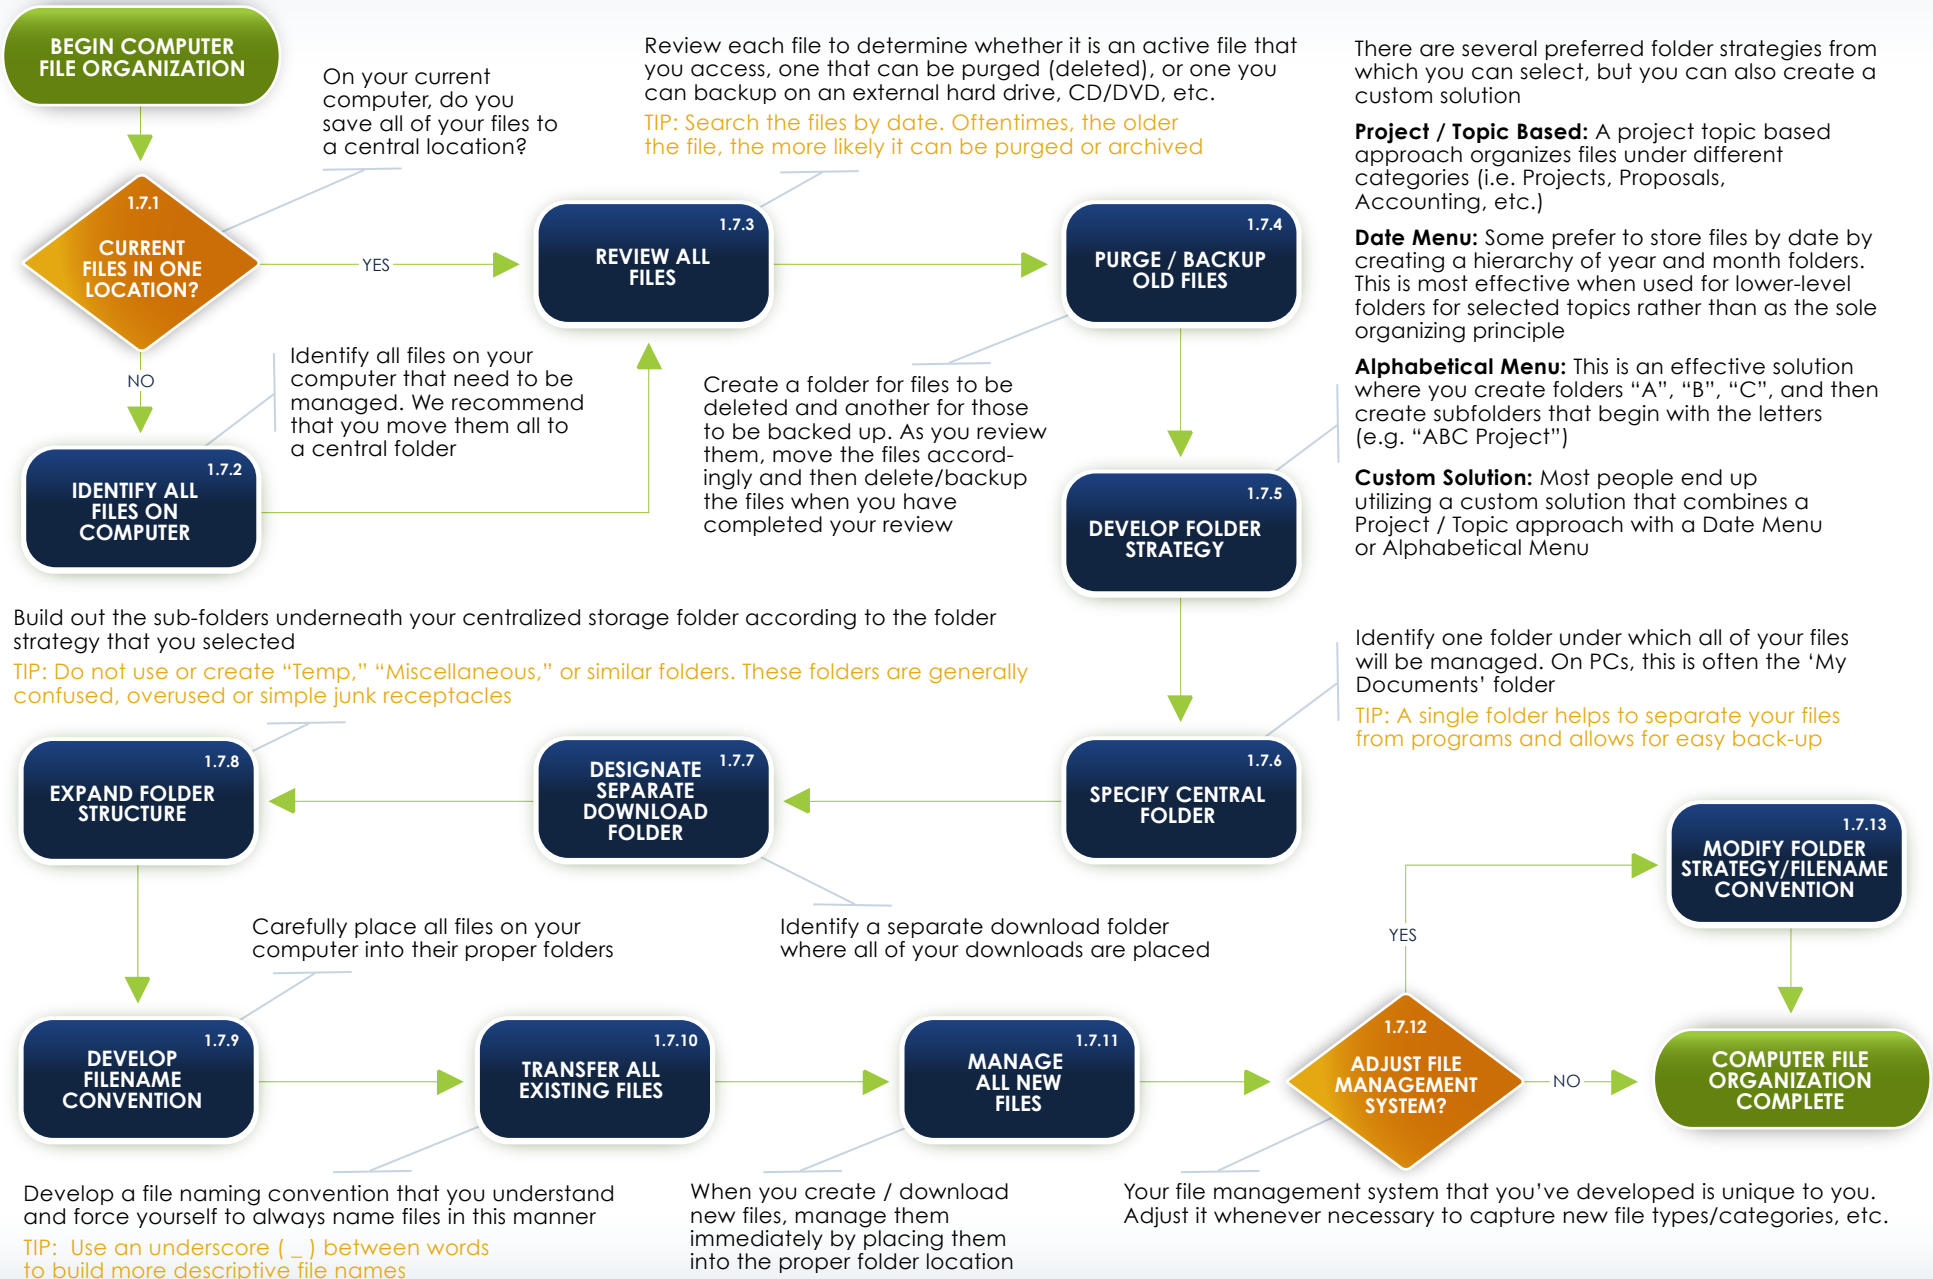 BEGIN COMPUTER
FILE ORGANIZATION
On your current
computer, do you
save all of your files to
a central location?
Review each file to determine whether it is an active file that
you access, one that can be purged (deleted), or one you
can backup on an external hard drive, CD/DVD, etc.
TIP: Search the files by date. Oftentimes, the older
the file, the more likely it can be purged or archived
There are several preferred folder strategies from
which you can select, but you can also create a
custom solution
Project / Topic Based: A project topic based
approach organizes files under different
categories (i.e. Projects, Proposals,
Accounting, etc.)
Date Menu: Some prefer to store files by date by
creating a hierarchy of year and month folders.
This is most effective when used for lower-level
folders for selected topics rather than as the sole
organizing principle
Alphabetical Menu: This is an effective solution
where you create folders “A”, “B”, “C”, and then
create subfolders that begin with the letters
(e.g. “ABC Project”)
Custom Solution: Most people end up
utilizing a custom solution that combines a
Project / Topic approach with a Date Menu
or Alphabetical Menu
1.7.1
CURRENT
FILES IN ONE
LOCATION?
YES
NO
1.7.3
REVIEW ALL
FILES
1.7.4
PURGE / BACKUP
OLD FILES
Identify all files on your
computer that need to be
managed. We recommend
that you move them all to
a central folder
Create a folder for files to be
deleted and another for those
to be backed up. As you review
them, move the files accord-
ingly and then delete/backup
the files when you have
completed your review
1.7.2
IDENTIFY ALL
FILES ON
COMPUTER
1.7.5
DEVELOP FOLDER
STRATEGY
Build out the sub-folders underneath your centralized storage folder according to the folder
strategy that you selected
TIP: Do not use or create “Temp,” “Miscellaneous,” or similar folders. These folders are generally
confused, overused or simple junk receptacles
Identify one folder under which all of your files
will be managed. On PCs, this is often the ‘My
Documents’ folder
TIP: A single folder helps to separate your files
from programs and allows for easy back-up
1.7.8
EXPAND FOLDER
STRUCTURE
1.7.7
DESIGNATE
SEPARATE
DOWNLOAD
FOLDER
1.7.6
SPECIFY CENTRAL
FOLDER
1.7.13
MODIFY FOLDER
STRATEGY/FILENAME
CONVENTION
Carefully place all files on your
computer into their proper folders
Identify a separate download folder
where all of your downloads are placed
YES
1.7.9
DEVELOP
FILENAME
CONVENTION
1.7.10
TRANSFER ALL
EXISTING FILES
1.7.11
MANAGE
ALL NEW
FILES
1.7.12
ADJUST FILE
MANAGEMENT
SYSTEM?
NO
COMPUTER FILE
ORGANIZATION
COMPLETE
Develop a file naming convention that you understand
and force yourself to always name files in this manner
TIP: Use an underscore ( _ ) between words
to build more descriptive file names
When you create / download
new files, manage them
immediately by placing them
into the proper folder location
Your file management system that you’ve developed is unique to you.
Adjust it whenever necessary to capture new file types/categories, etc.